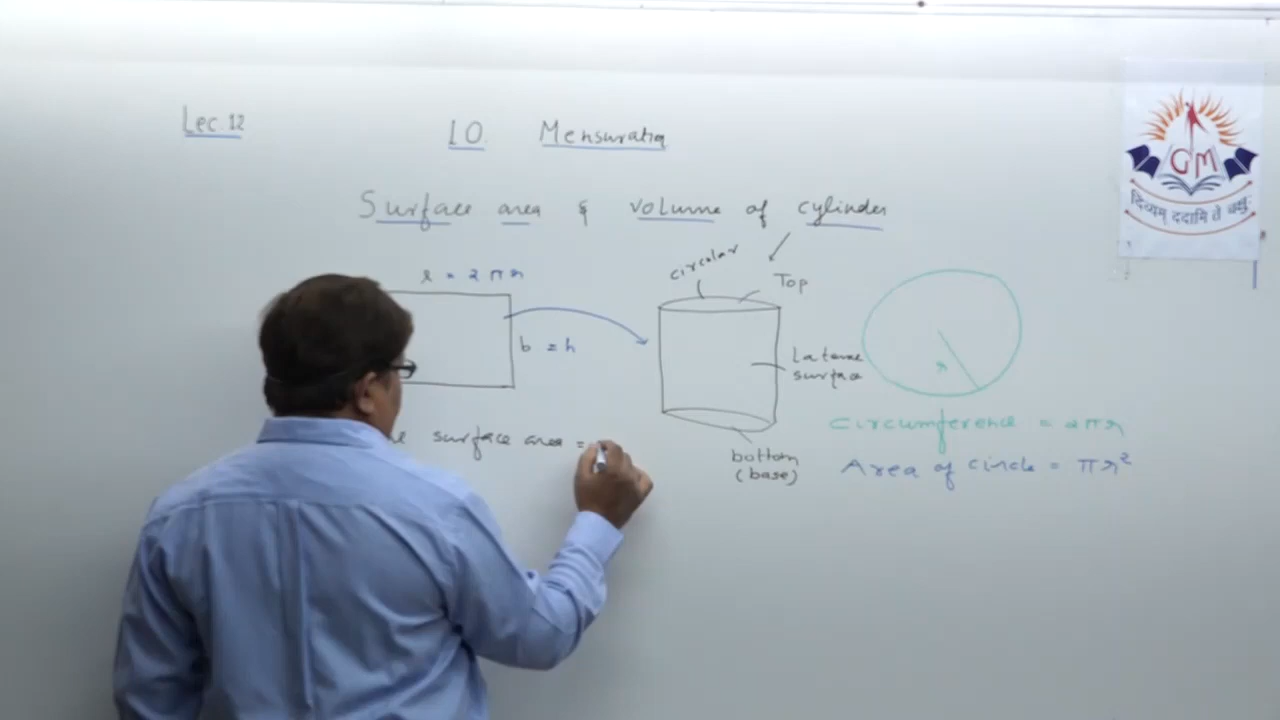 Lec 12
10. Mensuration
Surface area & volume of cylinder
l = 2πr
b = h
circular
Top
Lateral
surface
bottom
(base)
r
Circumference = 2πr
Area of circle = πr²
surface area =
GM
दिव्यम् ददामि ते चक्षुः